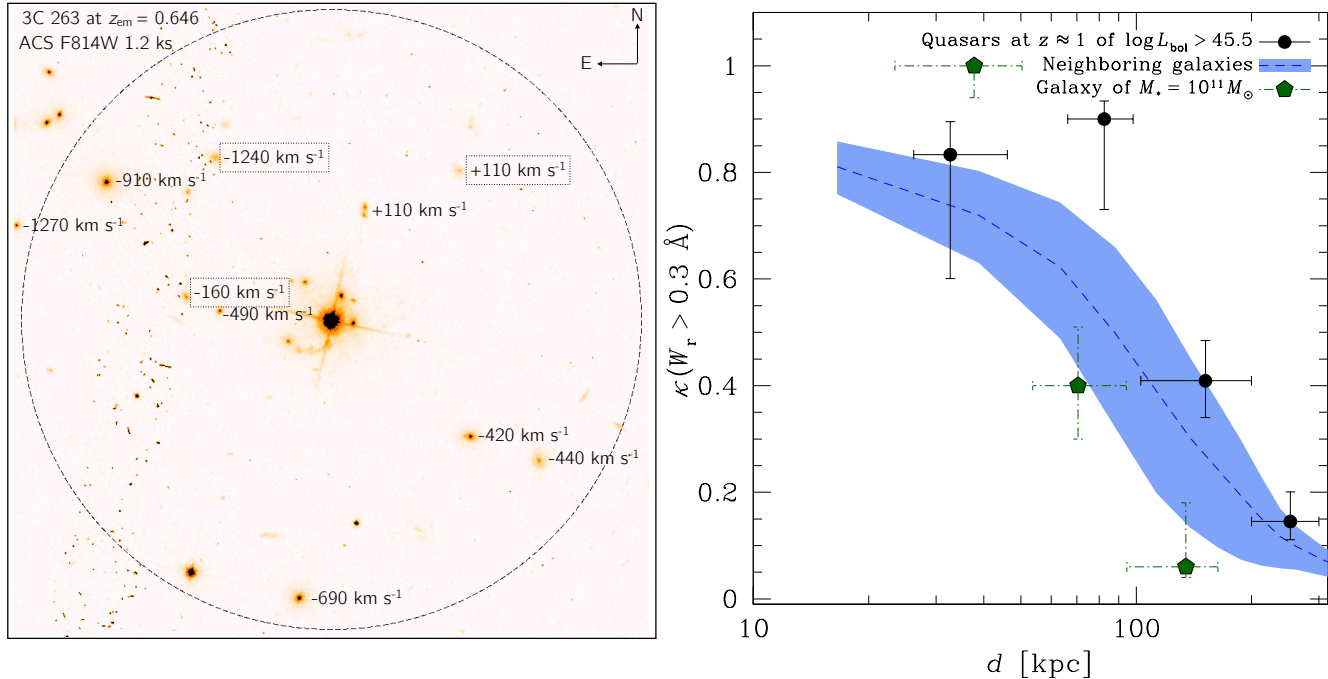 3C 263 at z_em = 0.646
ACS F814W 1.2 ks
N
E
-1240 km s⁻¹
+110 km s⁻¹
-910 km s⁻¹
+110 km s⁻¹
-1270 km s⁻¹
-160 km s⁻¹
-490 km s⁻¹
-420 km s⁻¹
-440 km s⁻¹
-690 km s⁻¹
Quasars at z ≈ 1 of log L_bol > 45.5
Neighboring galaxies
Galaxy of M_* = 10¹¹ M_⊙
κ(W_r > 0.3 Å)
1
0.8
0.6
0.4
0.2
0
10
100
d [kpc]